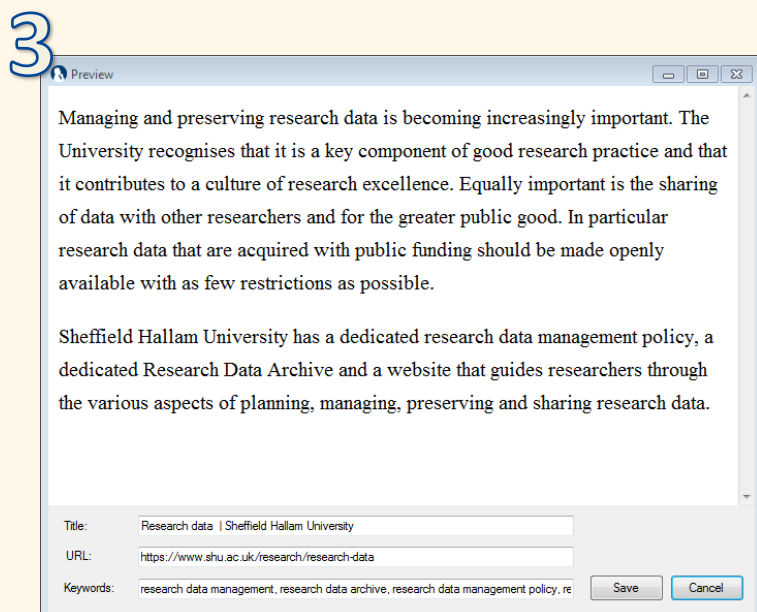 3
Preview
Managing and preserving research data is becoming increasingly important. The
University recognises that it is a key component of good research practice and that
it contributes to a culture of research excellence. Equally important is the sharing
of data with other researchers and for the greater public good. In particular
research data that are acquired with public funding should be made openly
available with as few restrictions as possible.
Sheffield Hallam University has a dedicated research data management policy, a
dedicated Research Data Archive and a website that guides researchers through
the various aspects of planning, managing, preserving and sharing research data.
Title: Research data | Sheffield Hallam University
URL: https://www.shu.ac.uk/research/research-data
Keywords: research data management, research data archive, research data management policy, re Save Cancel